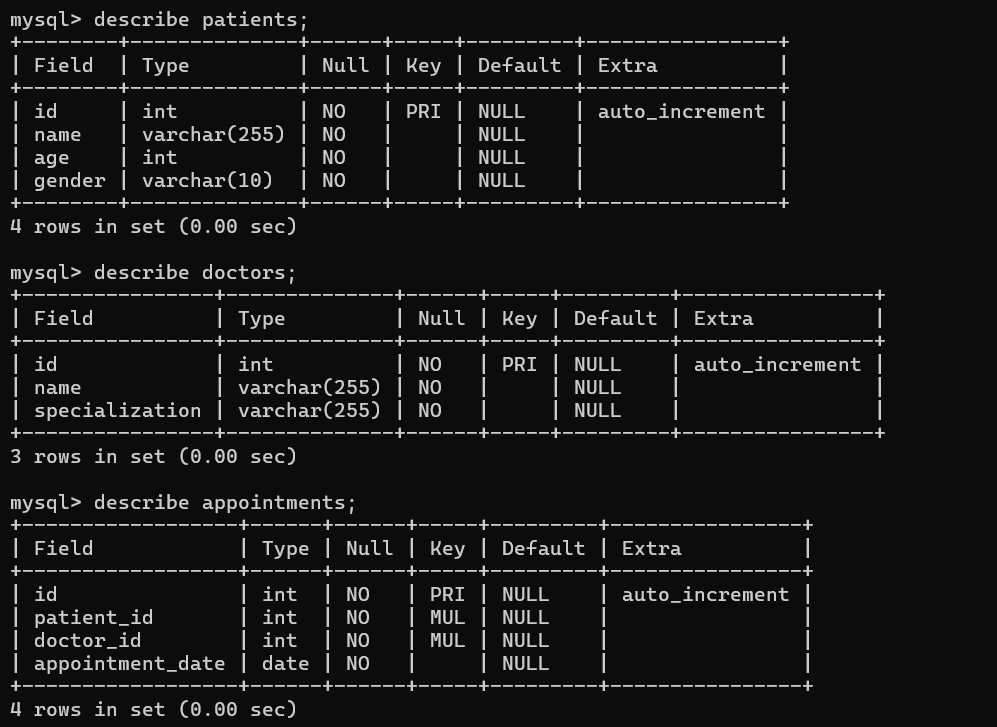 mysql> describe patients;
+--------+--------------+------+-----+---------+----------------+
| Field  | Type         | Null | Key | Default | Extra          |
+--------+--------------+------+-----+---------+----------------+
| id     | int          | NO   | PRI | NULL    | auto_increment |
| name   | varchar(255) | NO   |     | NULL    |                |
| age    | int          | NO   |     | NULL    |                |
| gender | varchar(10)  | NO   |     | NULL    |                |
+--------+--------------+------+-----+---------+----------------+
4 rows in set (0.00 sec)

mysql> describe doctors;
+----------------+--------------+------+-----+---------+----------------+
| Field          | Type         | Null | Key | Default | Extra          |
+----------------+--------------+------+-----+---------+----------------+
| id             | int          | NO   | PRI | NULL    | auto_increment |
| name           | varchar(255) | NO   |     | NULL    |                |
| specialization | varchar(255) | NO   |     | NULL    |                |
+----------------+--------------+------+-----+---------+----------------+
3 rows in set (0.00 sec)

mysql> describe appointments;
+------------------+------+------+-----+---------+----------------+
| Field            | Type | Null | Key | Default | Extra          |
+------------------+------+------+-----+---------+----------------+
| id               | int  | NO   | PRI | NULL    | auto_increment |
| patient_id       | int  | NO   | MUL | NULL    |                |
| doctor_id        | int  | NO   | MUL | NULL    |                |
| appointment_date | date | NO   |     | NULL    |                |
+------------------+------+------+-----+---------+----------------+
4 rows in set (0.00 sec)